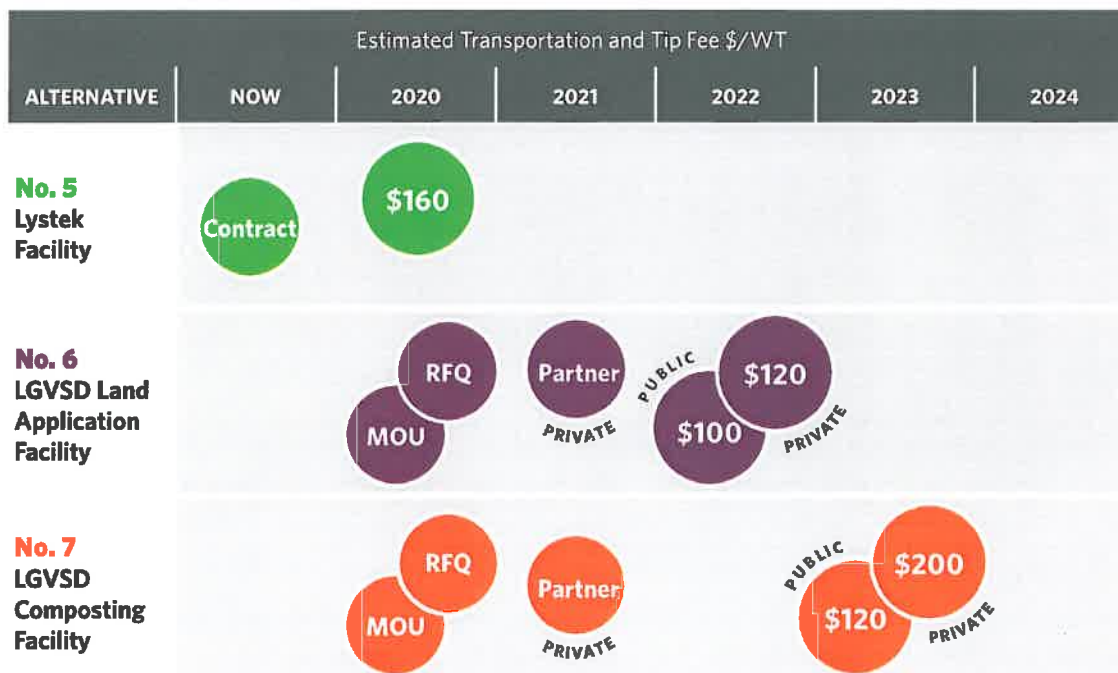 Estimated Transportation and Tip Fee $/WT
ALTERNATIVE NOW 2020 2021 2022 2023 2024
No. 5
Lystek
Facility
Contract
$160
No. 6
LGVSD Land
Application
Facility
MOU
RFQ
Partner
PRIVATE
PUBLIC
$100
$120
PRIVATE
No. 7
LGVSD
Composting
Facility
MOU
RFQ
Partner
PRIVATE
PUBLIC
$120
$200
PRIVATE